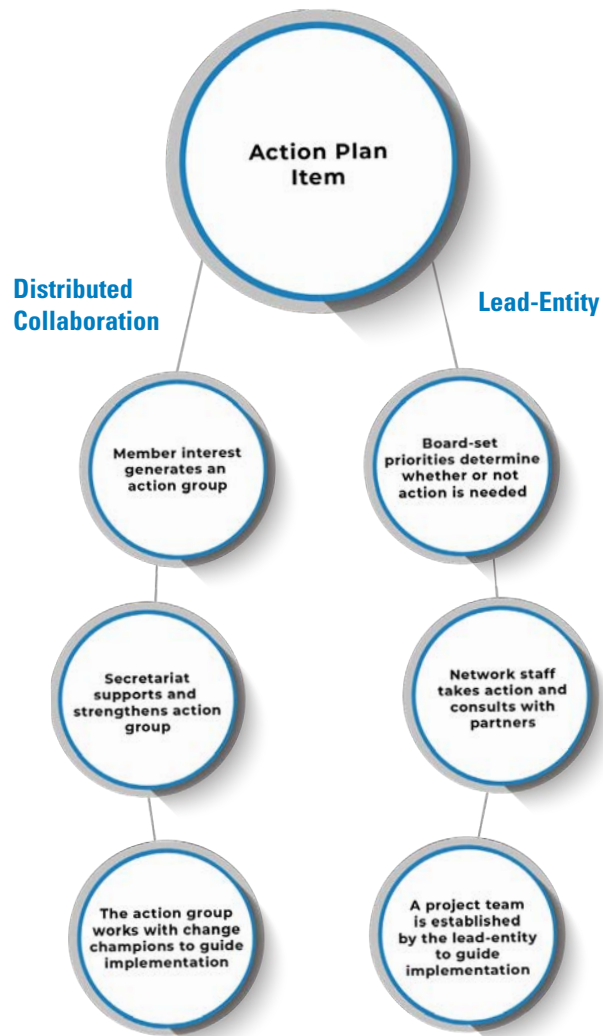 Action Plan
Item
Distributed
Collaboration
Lead-Entity
Member interest
generates an
action group
Board-set
priorities determine
whether or not
action is needed
Secretariat
supports and
strengthens action
group
Network staff
takes action and
consults with
partners
The action group
works with change
champions to guide
implementation
A project team
is established
by the lead-entity
to guide
implementation